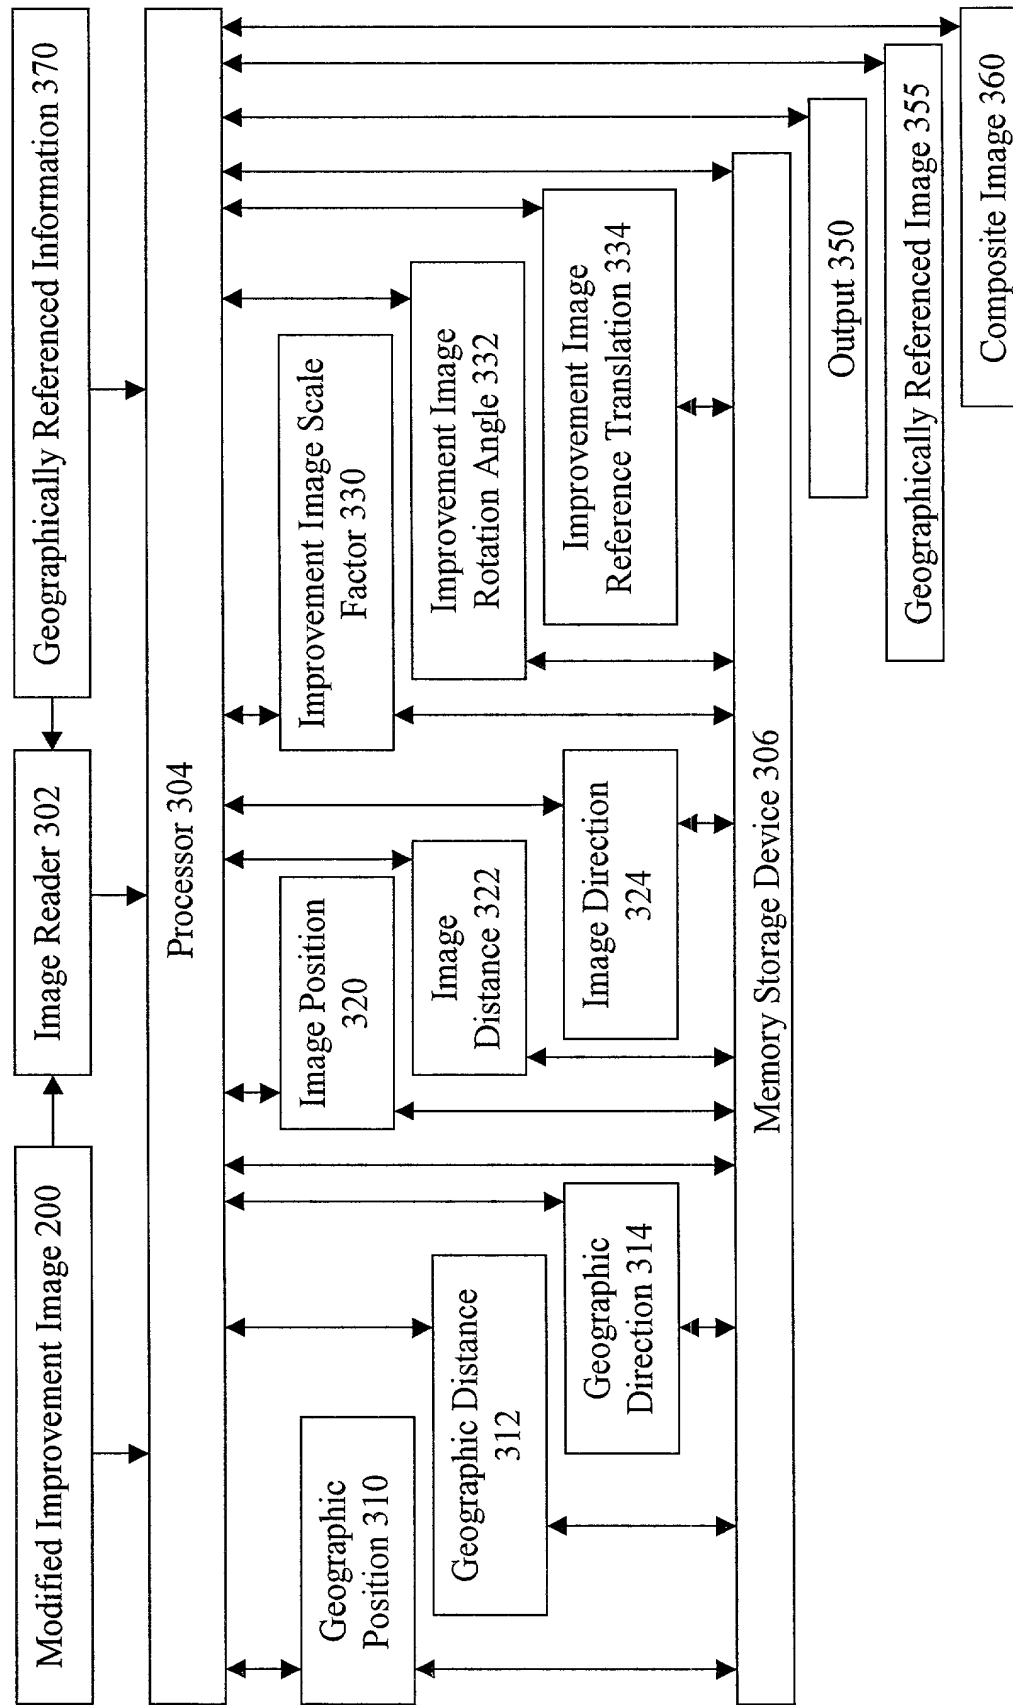 Modified Improvement Image 200
Image Reader 302
Geographically Referenced Information 370
Processor 304
Geographic
Position 310
Geographic Distance
312
Geographic
Direction 314
Image Position
320
Image
Distance 322
Image Direction
324
Improvement Image Scale
Factor 330
Improvement Image
Rotation Angle 332
Improvement Image
Reference Translation 334
Memory Storage Device 306
Output 350
Geographically Referenced Image 355
Composite Image 360